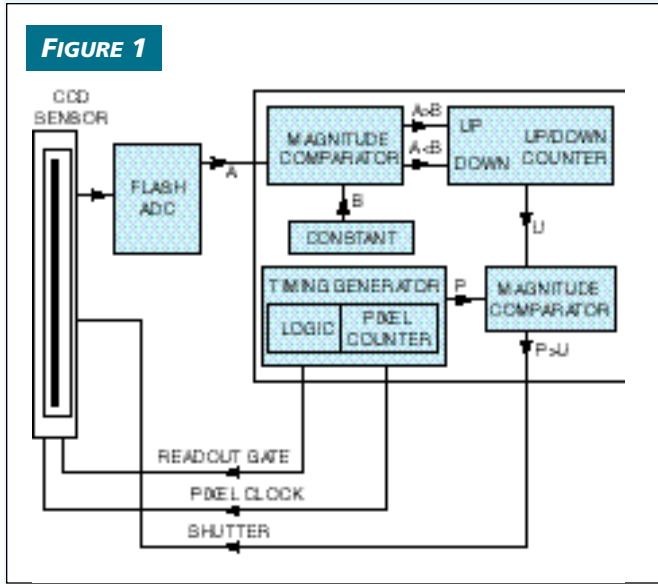 FIGURE 1
CCD
SENSOR
FLASH
ADC
A
MAGNITUDE
COMPARATOR
A>B
A<B
UP
DOWN
UP/DOWN
COUNTER
B
CONSTANT
U
TIMING GENERATOR
LOGIC
PIXEL
COUNTER
P
MAGNITUDE
COMPARATOR
P>U
READOUT GATE
PIXEL CLOCK
SHUTTER